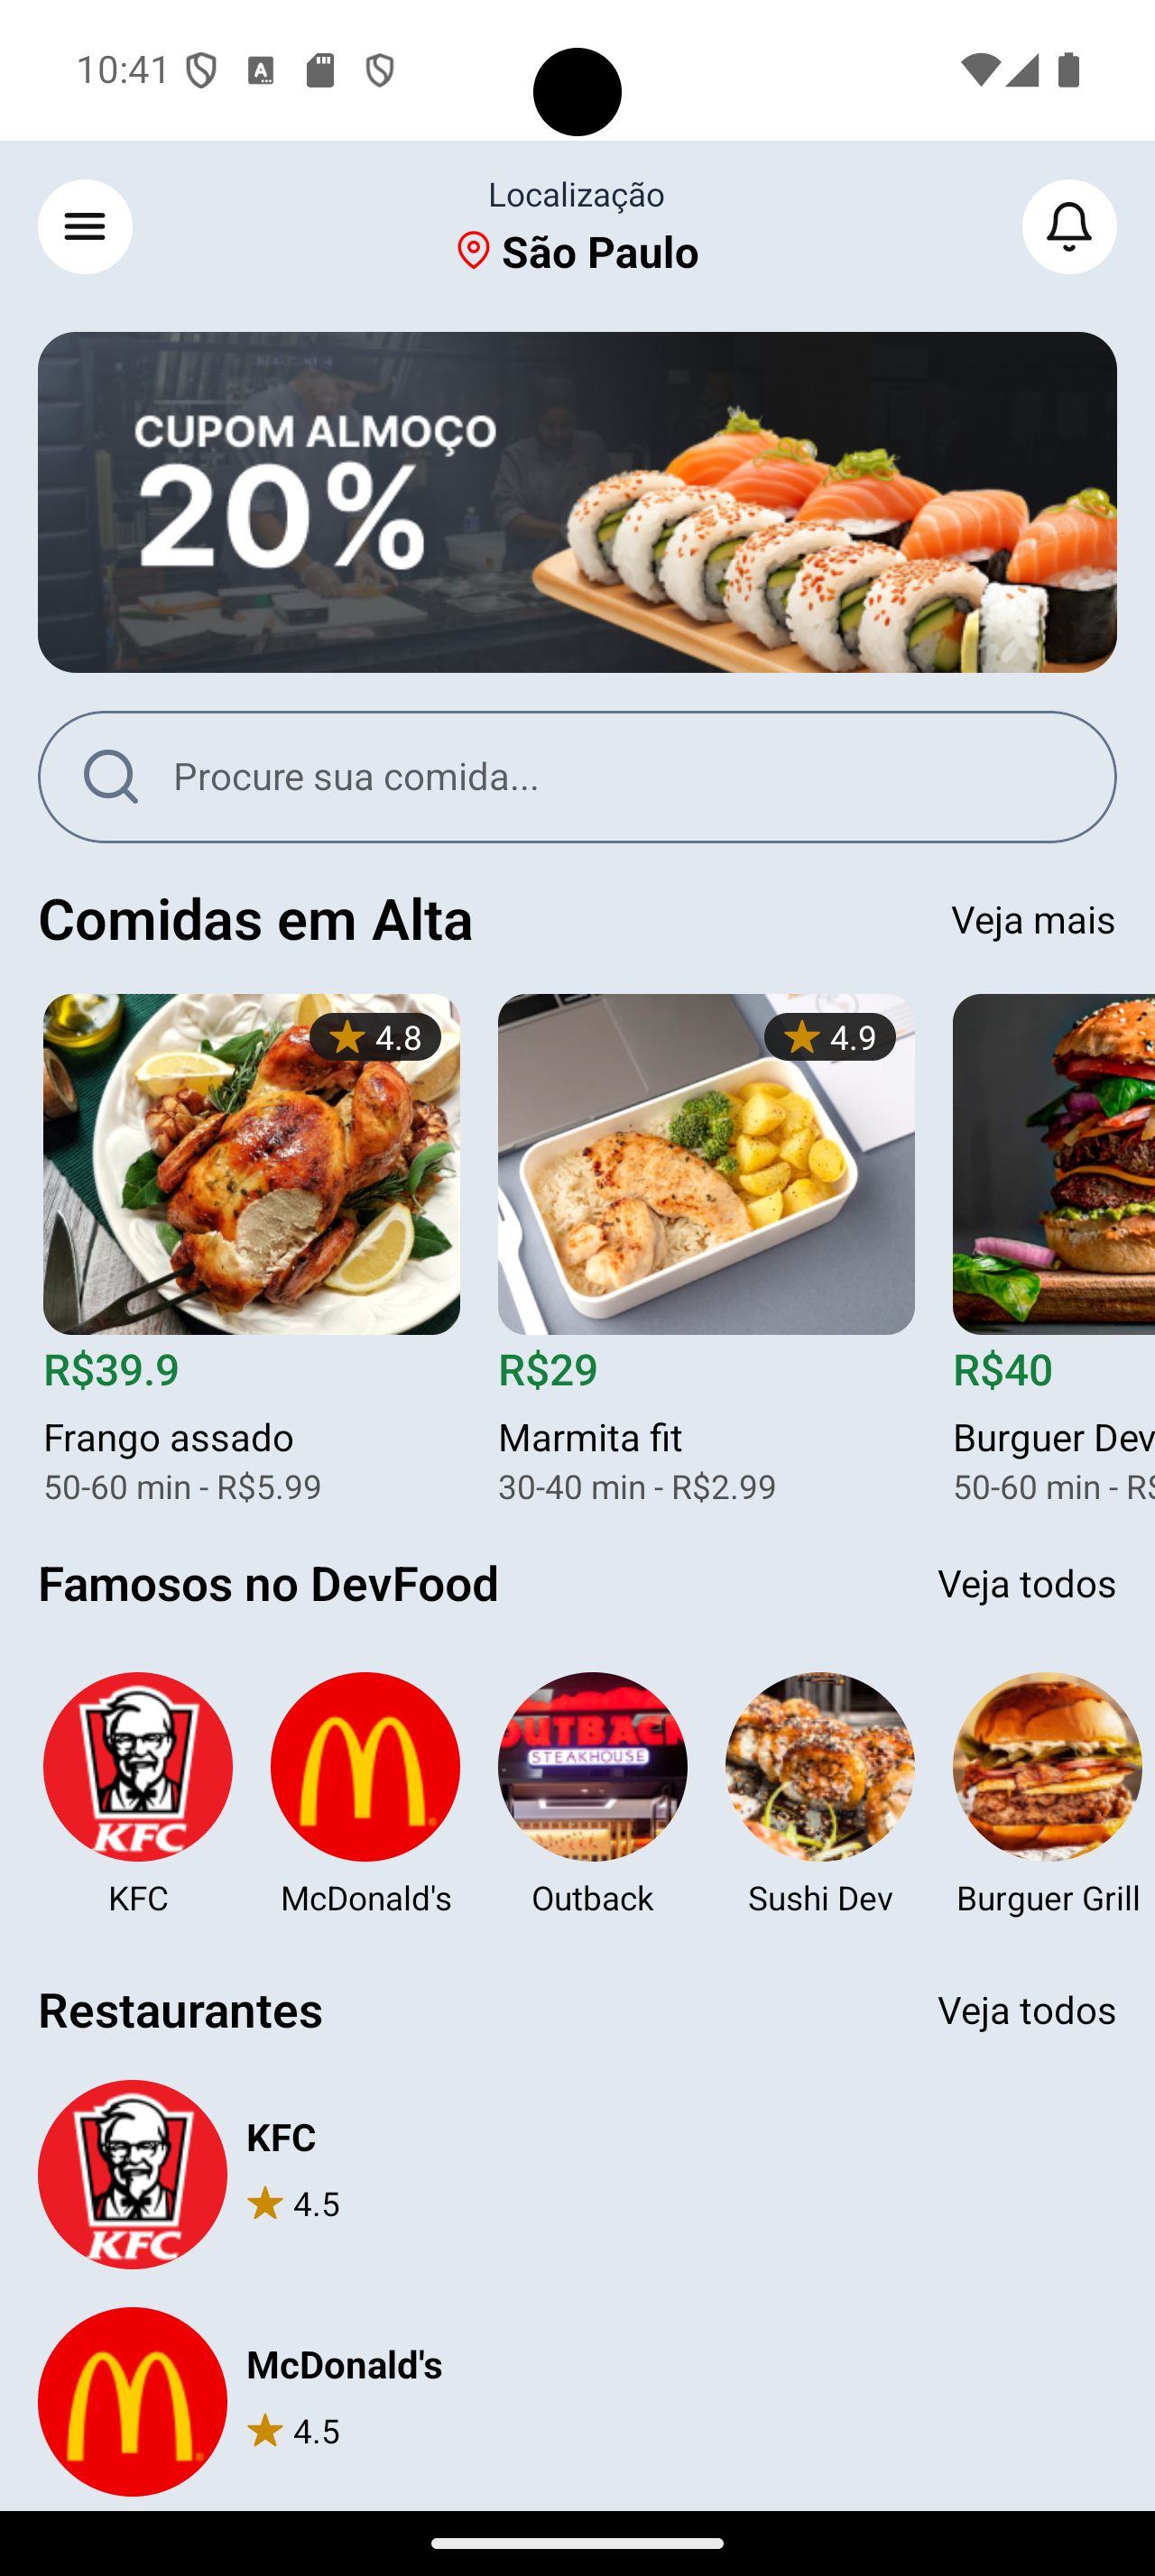 10:41
Localização
São Paulo
CUPOM ALMOÇO
20%
Procure sua comida...
Comidas em Alta
Veja mais
4.8
4.9
R$39.9
R$29
R$40
Frango assado
Marmita fit
Burguer Dev
50-60 min - R$5.99
30-40 min - R$2.99
50-60 min - R$
Famosos no DevFood
Veja todos
KFC
OUTBACK
STEAKHOUSE
KFC
McDonald's
Outback
Sushi Dev
Burguer Grill
Restaurantes
Veja todos
KFC
KFC
4.5
McDonald's
4.5